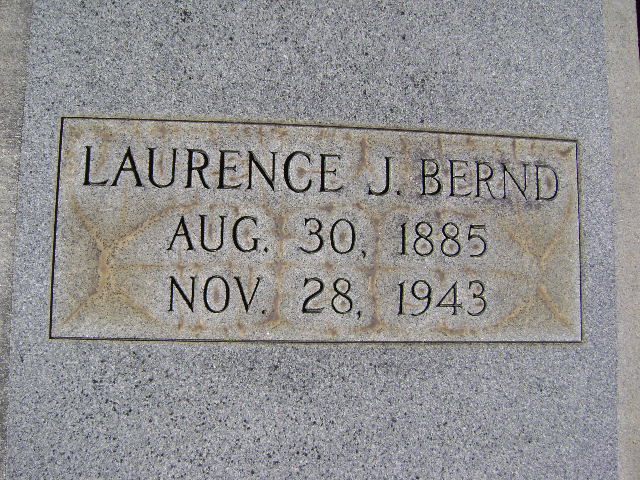 LAURENCE J. BERND
AUG. 30, 1885
NOV. 28, 1943